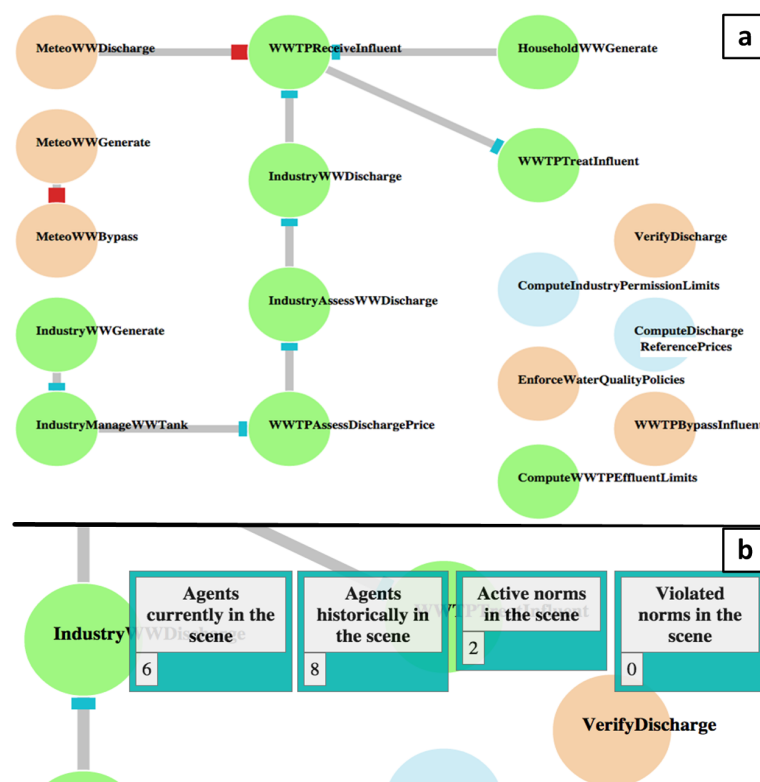 a
MeteoWWDischarge
WWTPReceiveInfluent
HouseholdWWGenerate
MeteoWWGenerate
WWTPTreatInfluent
IndustryWWDischarge
MeteoWWBypass
VerifyDischarge
ComputeIndustryPermissionLimits
IndustryAssessWWDischarge
IndustryWWGenerate
ComputeDischarge
ReferencePrices
EnforceWaterQualityPolicies
IndustryManageWWTank
WWTPAssessDischargePrice
WWTPBypassInfluent
ComputeWWTPEffluentLimits
b
IndustryWWDischarge
Agents
currently in the
scene
6
Agents
historically in
the scene
8
WWTPTreatInfluent
Active norms
in the scene
2
Violated
norms in the
scene
0
VerifyDischarge